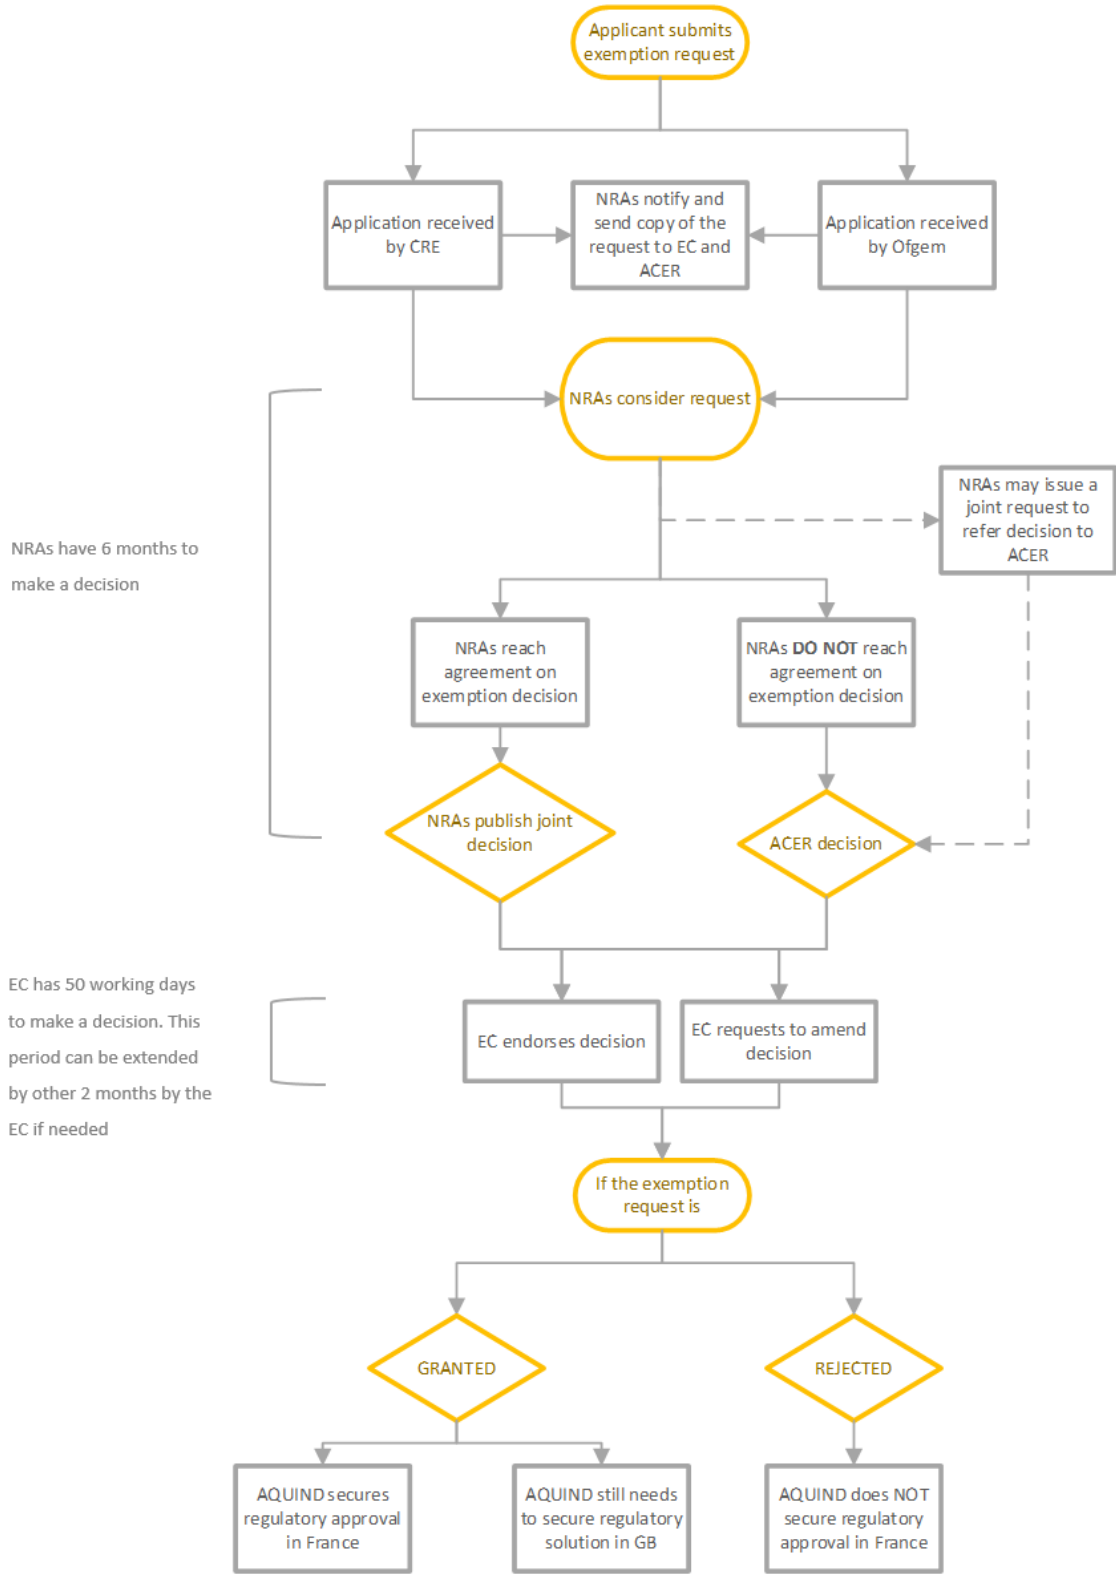 Applicant submits
exemption request
Application received
by CRE
NRAs notify and
send copy of the
request to EC and
ACER
Application received
by Ofgem
NRAs consider request
NRAs may issue a
joint request to
refer decision to
ACER
NRAs have 6 months to
make a decision
NRAs reach
agreement on
exemption decision
NRAs DO NOT reach
agreement on
exemption decision
NRAs publish joint
decision
ACER decision
EC has 50 working days
to make a decision. This
period can be extended
by other 2 months by the
EC if needed
EC endorses decision
EC requests to amend
decision
If the exemption
request is
GRANTED
REJECTED
AQUIND secures
regulatory approval
in France
AQUIND still needs
to secure regulatory
solution in GB
AQUIND does NOT
secure regulatory
approval in France